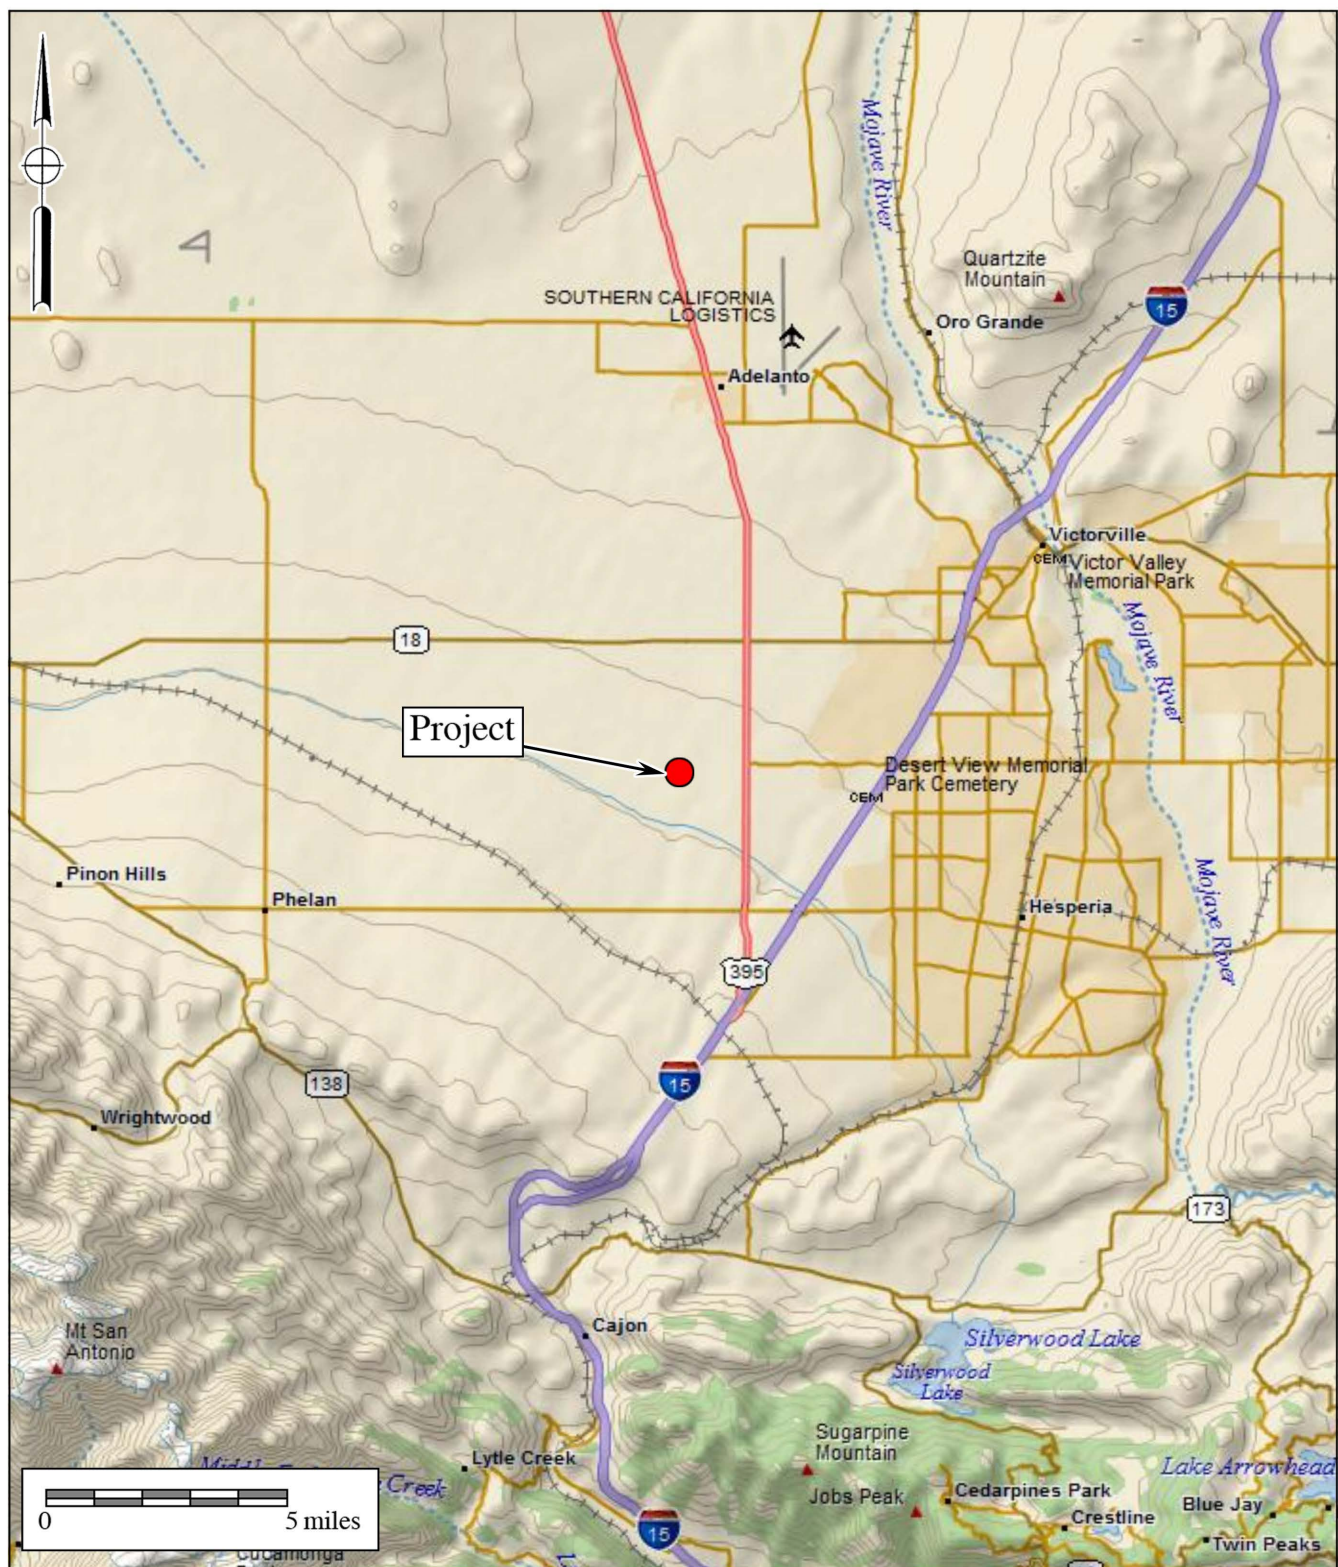 Mojave River
Quartzite
Mountain
SOUTHERN CALIFORNIA
LOGISTICS
15
Oro Grande
Adelanto
Victorville
CEM
Victor Valley
Memorial Park
Mojave River
18
Project
Desert View Memorial
Park Cemetery
CEM
Pinon Hills
Phelan
Hesperia
Mojave River
395
15
138
Wrightwood
173
Cajon
Mt San
Antonio
Silverwood Lake
Silverwood
Lake
Sugarpine
Mountain
Lytle Creek
Creek
Lake Arrowhead
Jobs Peak
Cedarpines Park
Blue Jay
Crestline
Twin Peaks
0
5 miles
15
Cucamonga